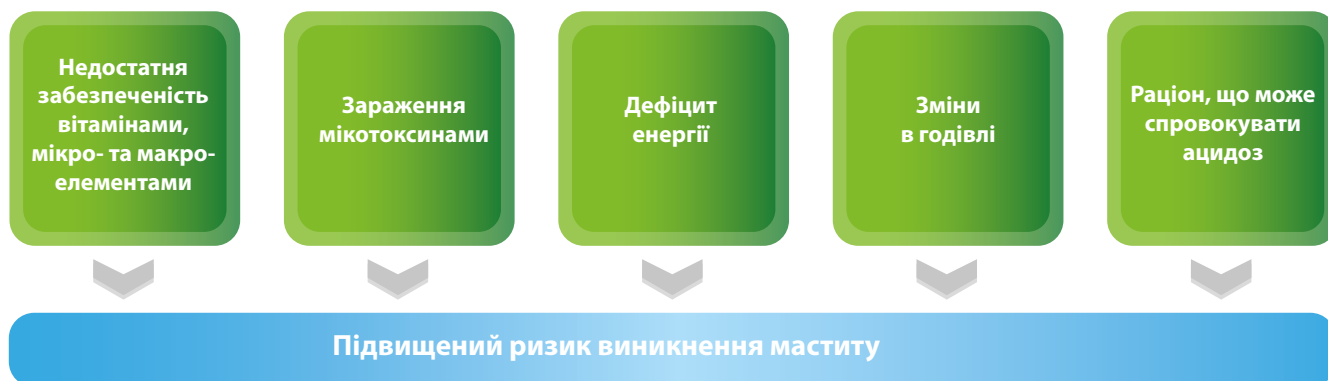 Недостатня
забезпеченість
вітамінами,
мікро- та макро-
елементами
Зараження
мікотоксинами
Дефіцит
енергії
Зміни
в годівлі
Раціон, що може
спровокувати
ацидоз
Підвищений ризик виникнення маститу